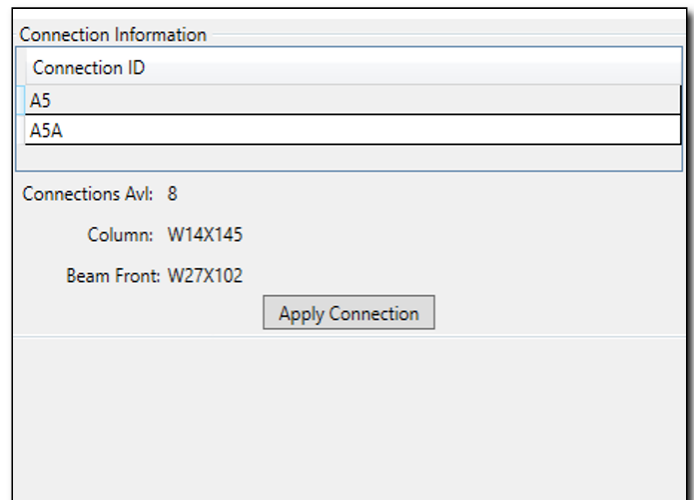 Connection Information
Connection ID
A5
A5A
Connections Avl: 8
Column: W14X145
Beam Front: W27X102
Apply Connection